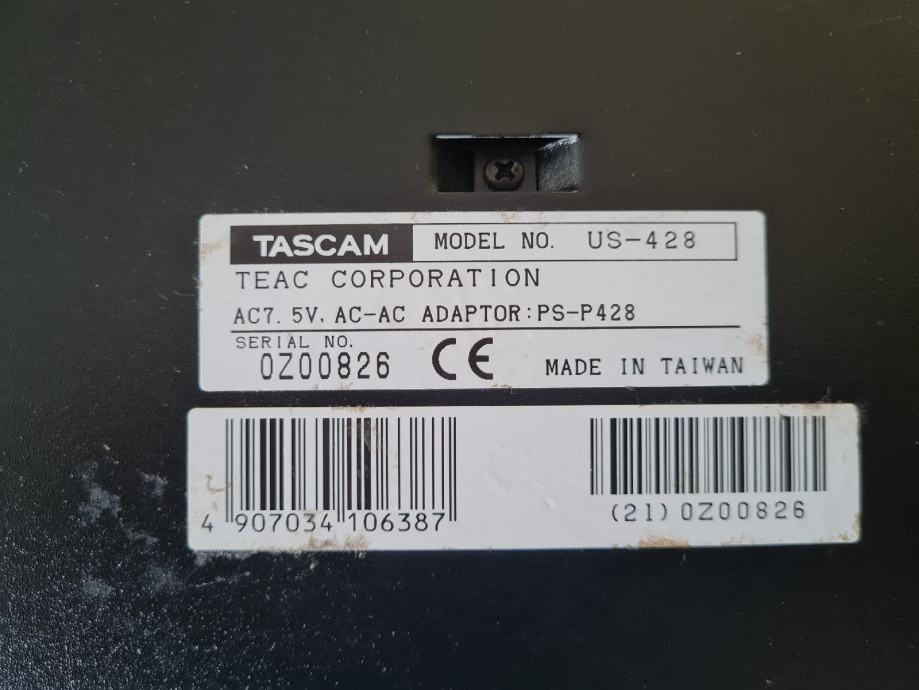 TASCAM MODEL NO. US-428
TEAC CORPORATION
AC7.5V, AC-AC ADAPTOR:PS-P428
SERIAL NO.
0Z00826 CE MADE IN TAIWAN
4 907034 106387
(21) 0Z00826